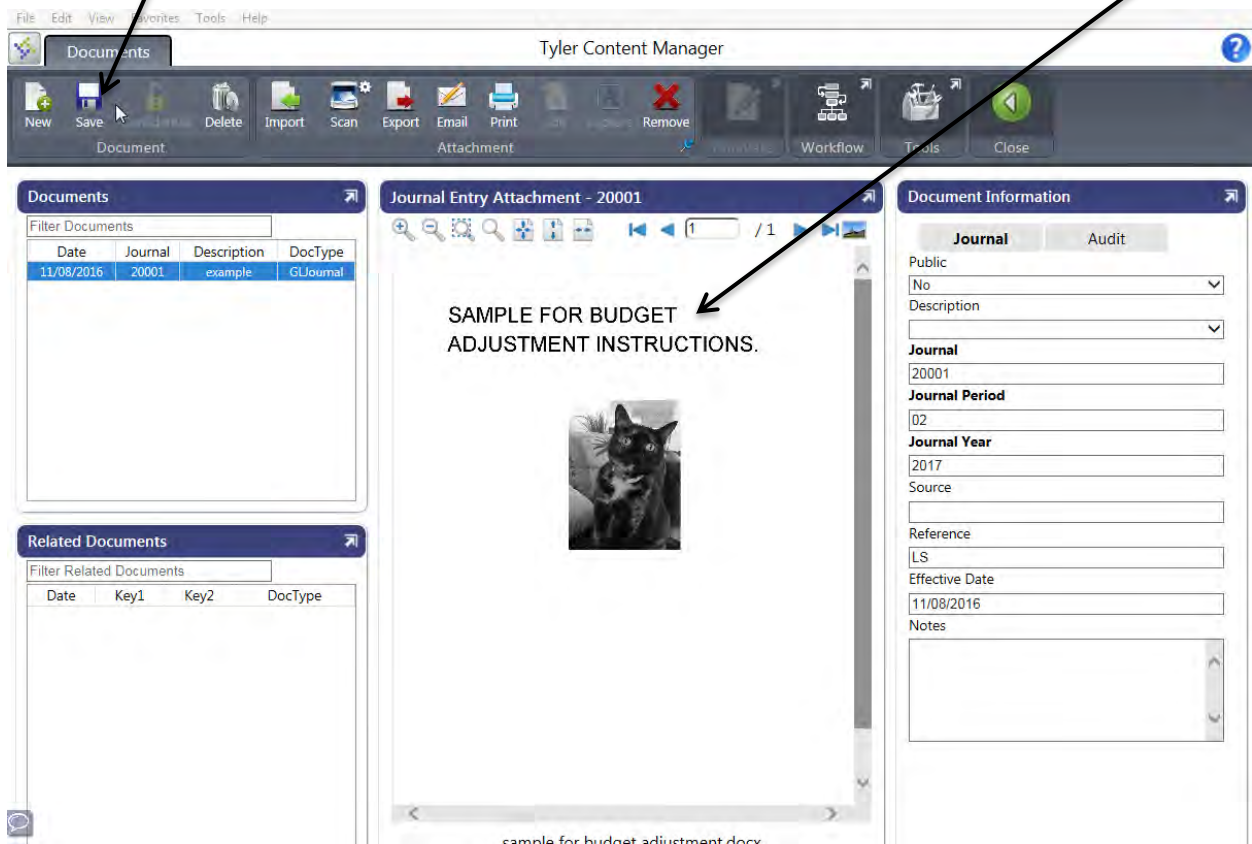 File Edit View Favorites Tools Help
Documents
Tyler Content Manager
?
New Save Delete Import Scan Export Email Print Remove
Document Attachment Workflow Tools Close
Documents
Filter Documents
Date Journal Description DocType
11/08/2016 20001 example GLJournal
Related Documents
Filter Related Documents
Date Key1 Key2 DocType
Journal Entry Attachment - 20001
1 / 1
SAMPLE FOR BUDGET
ADJUSTMENT INSTRUCTIONS.
sample for budget adjustment.docx
Document Information
Journal Audit
Public
No
Description
Journal
20001
Journal Period
02
Journal Year
2017
Source
Reference
LS
Effective Date
11/08/2016
Notes